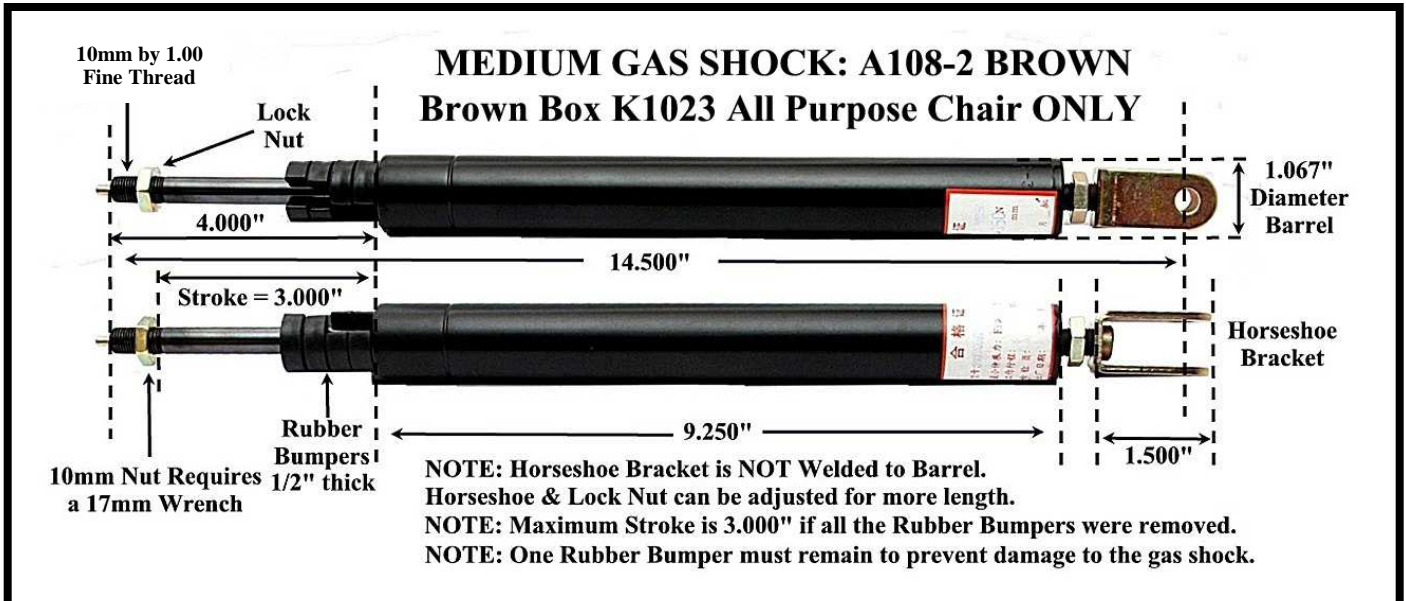 MEDIUM GAS SHOCK: A108-2 BROWN
Brown Box K1023 All Purpose Chair ONLY
10mm by 1.00
Fine Thread
Lock
Nut
1.067"
Diameter
Barrel
4.000"
14.500"
Stroke = 3.000"
合格证
Horseshoe
Bracket
Rubber
Bumpers
1/2" thick
9.250"
1.500"
10mm Nut Requires
a 17mm Wrench
NOTE: Horseshoe Bracket is NOT Welded to Barrel.
Horseshoe & Lock Nut can be adjusted for more length.
NOTE: Maximum Stroke is 3.000" if all the Rubber Bumpers were removed.
NOTE: One Rubber Bumper must remain to prevent damage to the gas shock.